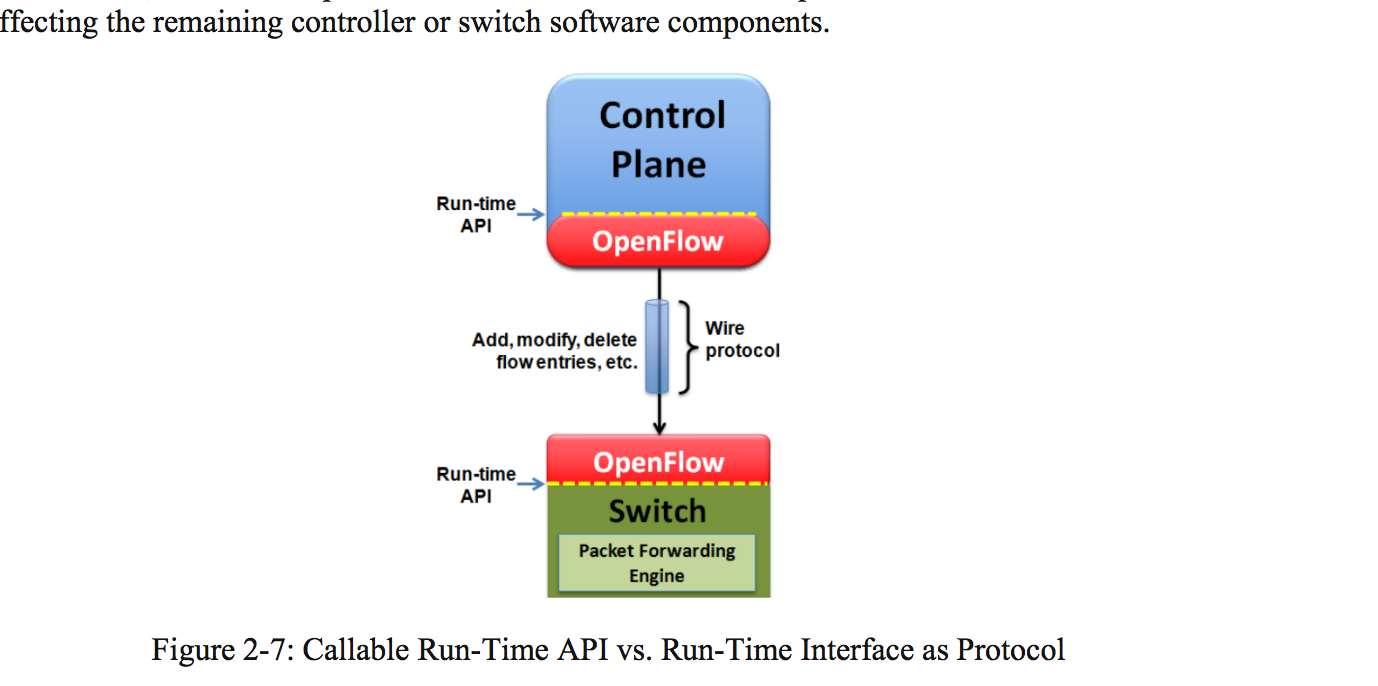 ffecting the remaining controller or switch software components.
Control
Plane
Run-time
API
OpenFlow
Add, modify, delete
flow entries, etc.
Wire
protocol
Run-time
API
OpenFlow
Switch
Packet Forwarding
Engine
Figure 2-7: Callable Run-Time API vs. Run-Time Interface as Protocol